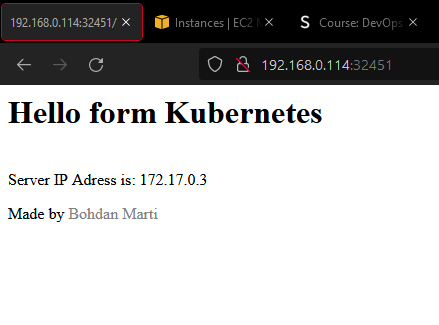 192.168.0.114:32451/
Instances | EC2 M
Course: DevOps
192.168.0.114:32451
Hello form Kubernetes
Server IP Adress is: 172.17.0.3
Made by Bohdan Marti